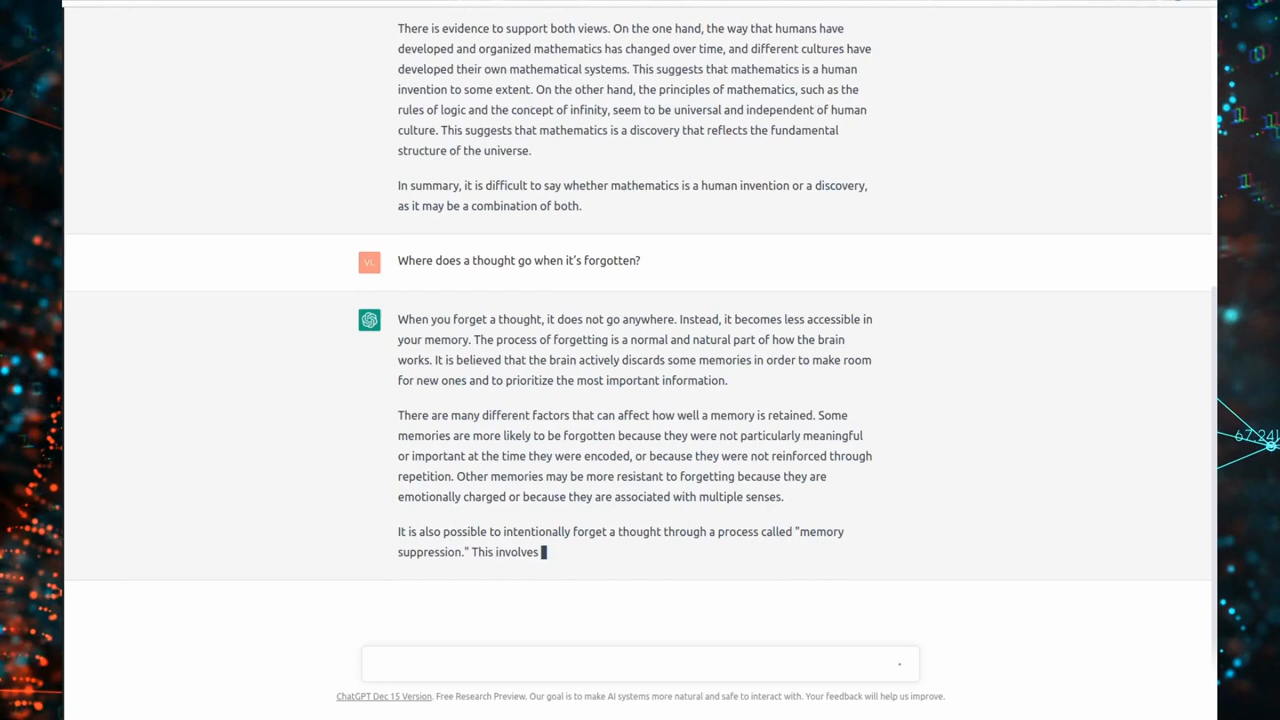 There is evidence to support both views. On the one hand, the way that humans have
developed and organized mathematics has changed over time, and different cultures have
developed their own mathematical systems. This suggests that mathematics is a human
invention to some extent. On the other hand, the principles of mathematics, such as the
rules of logic and the concept of infinity, seem to be universal and independent of human
culture. This suggests that mathematics is a discovery that reflects the fundamental
structure of the universe.
In summary, it is difficult to say whether mathematics is a human invention or a discovery,
as it may be a combination of both.
VL
Where does a thought go when it’s forgotten?
When you forget a thought, it does not go anywhere. Instead, it becomes less accessible in
your memory. The process of forgetting is a normal and natural part of how the brain
works. It is believed that the brain actively discards some memories in order to make room
for new ones and to prioritize the most important information.
There are many different factors that can affect how well a memory is retained. Some
memories are more likely to be forgotten because they were not particularly meaningful
or important at the time they were encoded, or because they were not reinforced through
repetition. Other memories may be more resistant to forgetting because they are
emotionally charged or because they are associated with multiple senses.
It is also possible to intentionally forget a thought through a process called "memory
suppression." This involves
ChatGPT Dec 15 Version. Free Research Preview. Our goal is to make AI systems more natural and safe to interact with. Your feedback will help us improve.